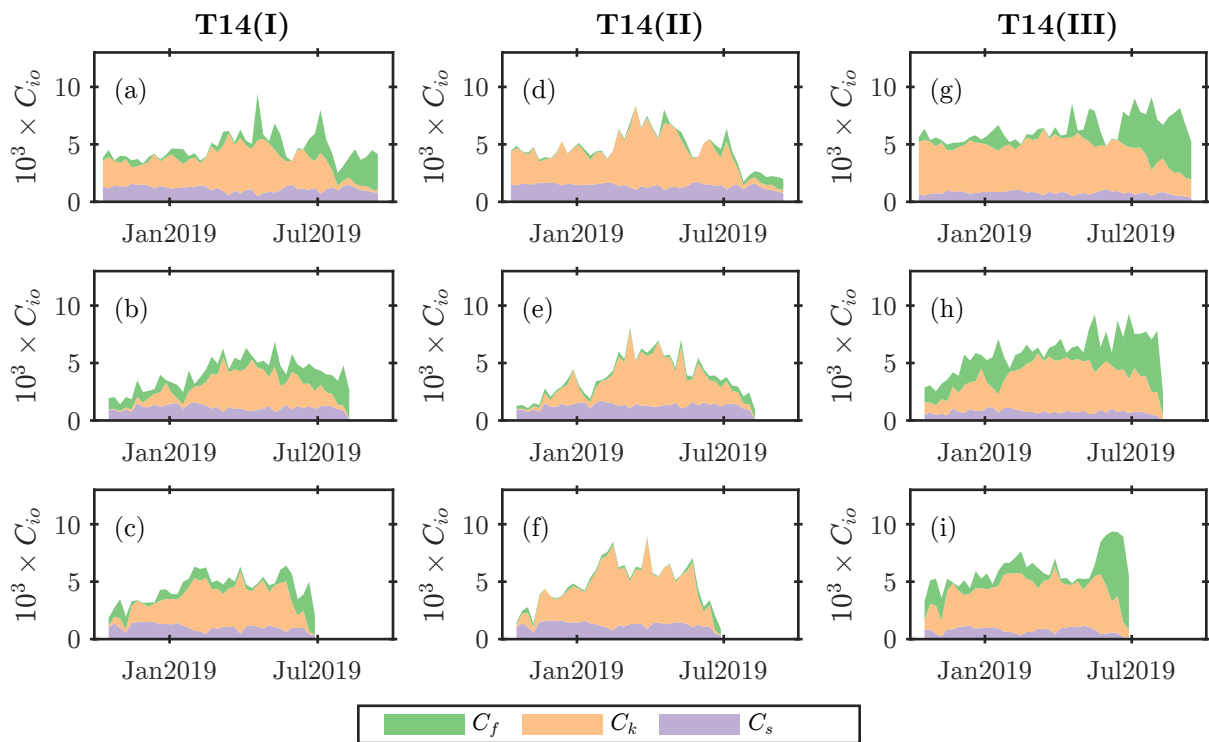 T14(I) T14(II) T14(III)
(a) (d) (g)
10³ × C_io 10³ × C_io 10³ × C_io
10 10 10
5 5 5
0 0 0
Jan2019 Jul2019 Jan2019 Jul2019 Jan2019 Jul2019
(b) (e) (h)
10³ × C_io 10³ × C_io 10³ × C_io
10 10 10
5 5 5
0 0 0
Jan2019 Jul2019 Jan2019 Jul2019 Jan2019 Jul2019
(c) (f) (i)
10³ × C_io 10³ × C_io 10³ × C_io
10 10 10
5 5 5
0 0 0
Jan2019 Jul2019 Jan2019 Jul2019 Jan2019 Jul2019
C_f C_k C_s